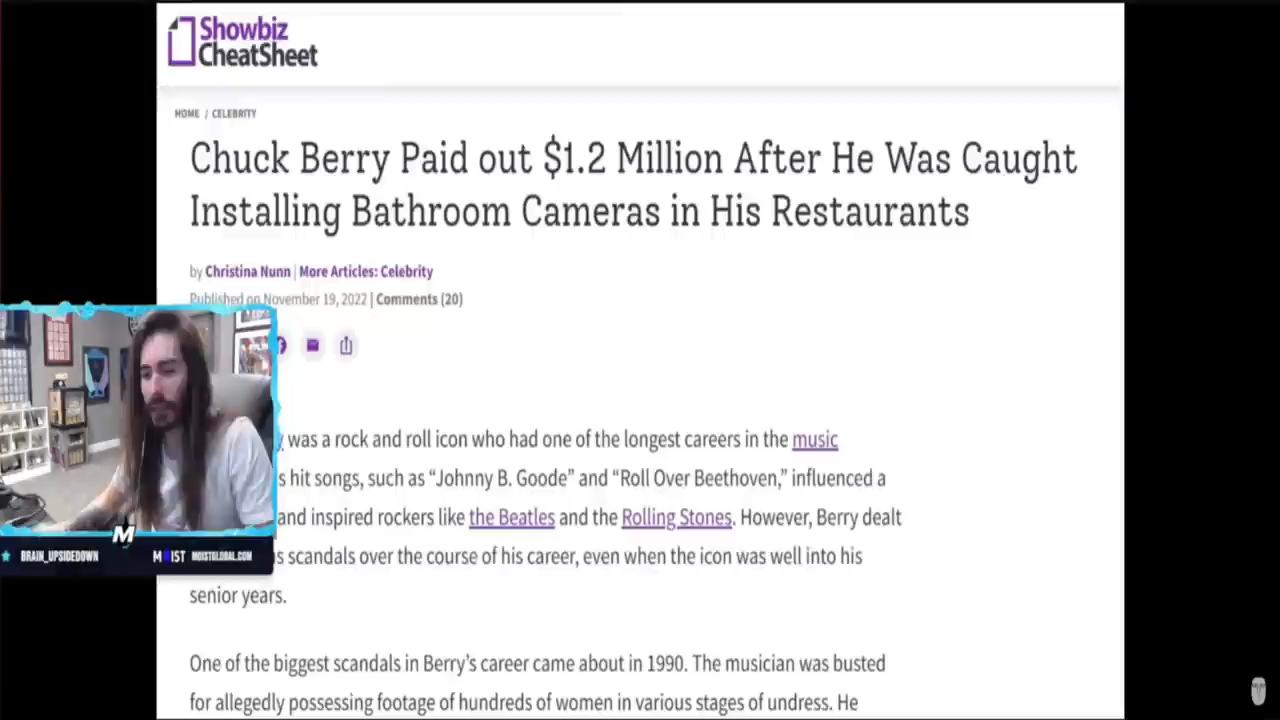 Showbiz
CheatSheet
HOME / CELEBRITY
Chuck Berry Paid out $1.2 Million After He Was Caught
Installing Bathroom Cameras in His Restaurants
by Christina Nunn | More Articles: Celebrity
Published on November 19, 2022 | Comments (20)
was a rock and roll icon who had one of the longest careers in the music
s hit songs, such as “Johnny B. Goode” and “Roll Over Beethoven,” influenced a
and inspired rockers like the Beatles and the Rolling Stones. However, Berry dealt
s scandals over the course of his career, even when the icon was well into his
senior years.
One of the biggest scandals in Berry’s career came about in 1990. The musician was busted
for allegedly possessing footage of hundreds of women in various stages of undress. He
M
BRAIN_UPSIDEDOWN
MOIST MOISTGLOBAL.COM